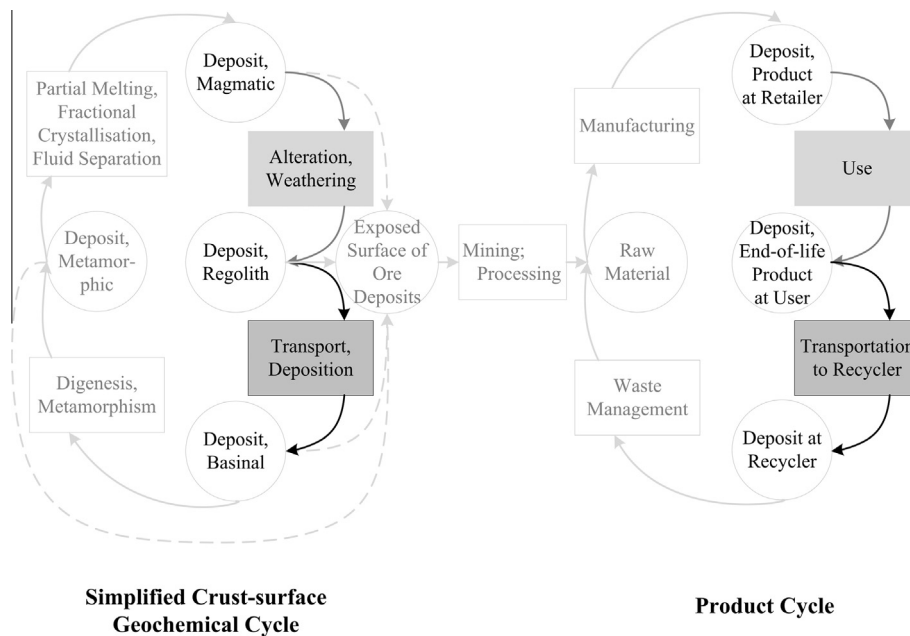 Deposit,
Magmatic
Partial Melting,
Fractional
Crystallisation,
Fluid Separation
Alteration,
Weathering
Deposit,
Metamor-
phic
Deposit,
Regolith
Exposed
Surface of
Ore
Deposits
Transport,
Deposition
Digenesis,
Metamorphism
Deposit,
Basinal
Mining;
Processing
Deposit,
Product
at Retailer
Manufacturing
Use
Raw
Material
Deposit,
End-of-life
Product
at User
Transportation
to Recycler
Waste
Management
Deposit at
Recycler
Simplified Crust-surface
Geochemical Cycle
Product Cycle